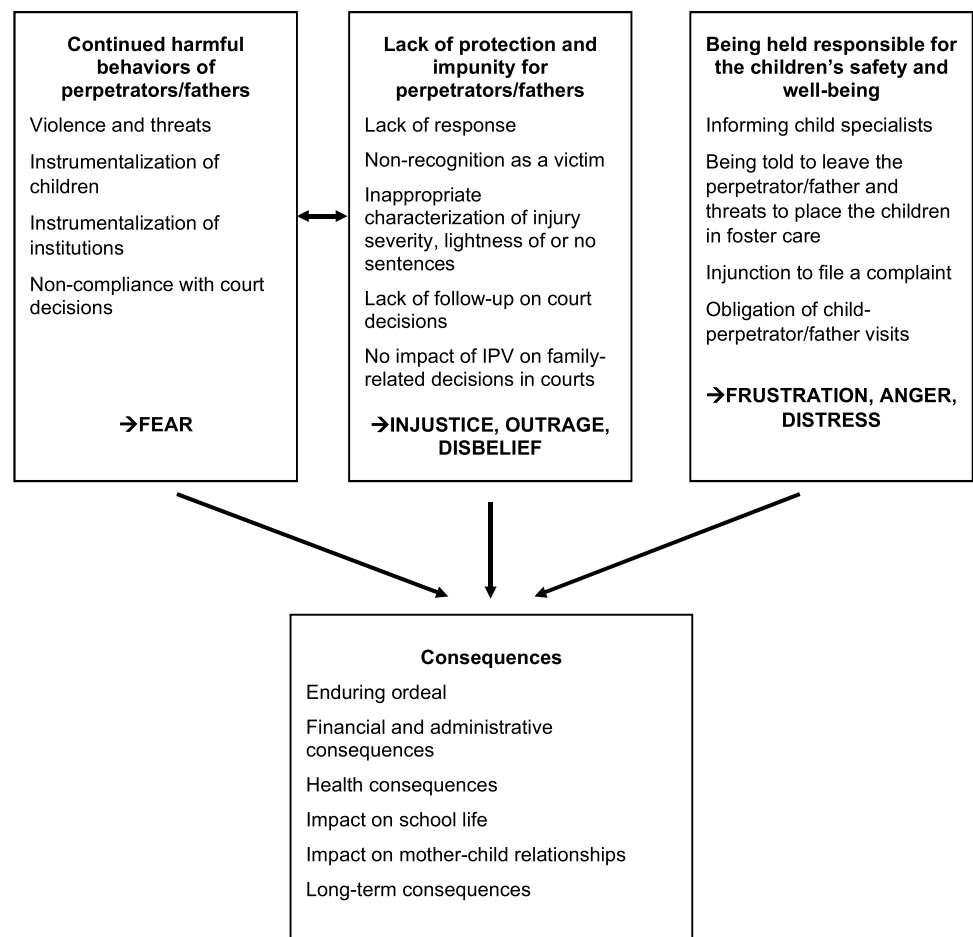 Continued harmful
behaviors of
perpetrators/fathers
Violence and threats
Instrumentalization of
children
Instrumentalization of
institutions
Non-compliance with court
decisions
→FEAR
Lack of protection and
impunity for
perpetrators/fathers
Lack of response
Non-recognition as a victim
Inappropriate
characterization of injury
severity, lightness of or no
sentences
Lack of follow-up on court
decisions
No impact of IPV on family-
related decisions in courts
→INJUSTICE, OUTRAGE,
DISBELIEF
Being held responsible for
the children’s safety and
well-being
Informing child specialists
Being told to leave the
perpetrator/father and
threats to place the children
in foster care
Injunction to file a complaint
Obligation of child-
perpetrator/father visits
→FRUSTRATION, ANGER,
DISTRESS
Consequences
Enduring ordeal
Financial and administrative
consequences
Health consequences
Impact on school life
Impact on mother-child relationships
Long-term consequences